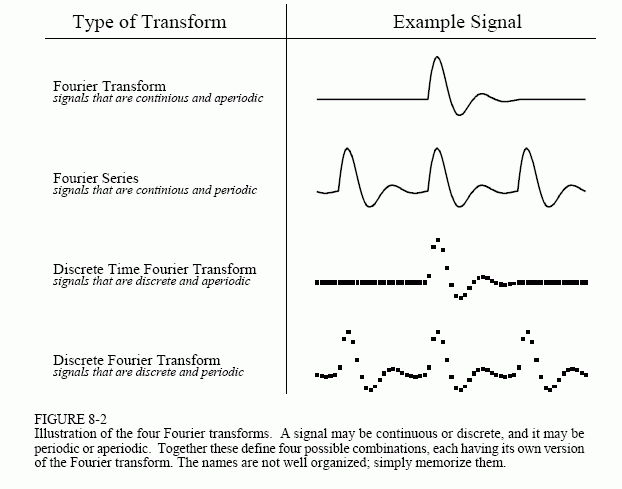 Type of Transform
Example Signal
Fourier Transform
signals that are continious and aperiodic
Fourier Series
signals that are continious and periodic
Discrete Time Fourier Transform
signals that are discrete and aperiodic
Discrete Fourier Transform
signals that are discrete and periodic
FIGURE 8-2
Illustration of the four Fourier transforms.  A signal may be continuous or discrete, and it may be
periodic or aperiodic.  Together these define four possible combinations, each having its own version
of the Fourier transform. The names are not well organized; simply memorize them.